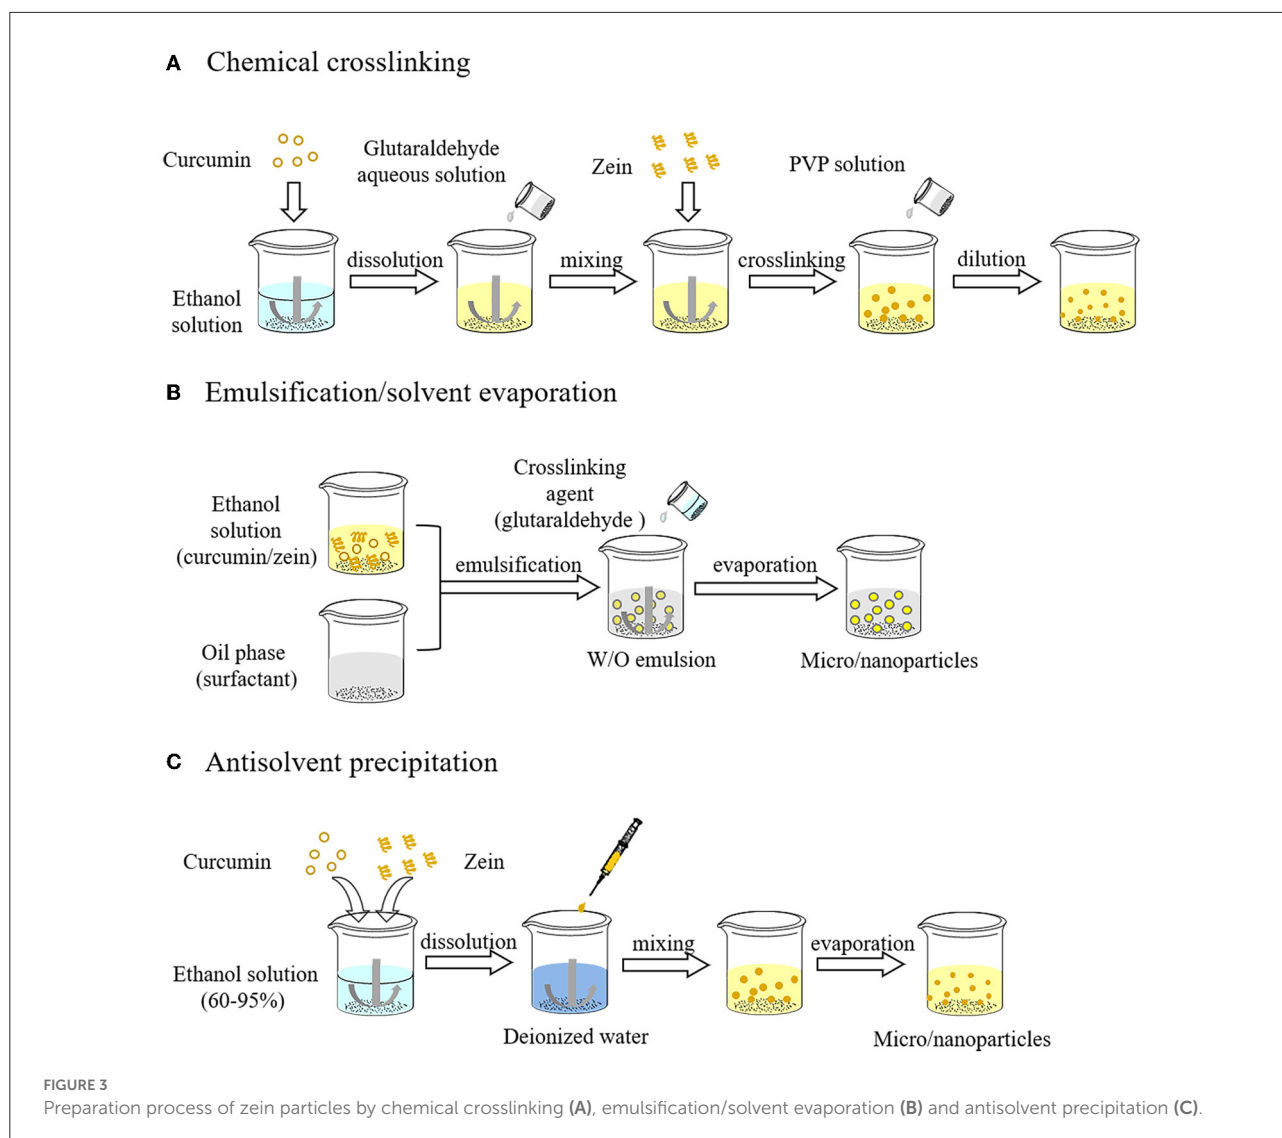 A Chemical crosslinking
Curcumin
Glutaraldehyde
aqueous solution
Zein
PVP solution
Ethanol
solution
dissolution
mixing
crosslinking
dilution
B Emulsification/solvent evaporation
Ethanol
solution
(curcumin/zein)
Oil phase
(surfactant)
emulsification
Crosslinking
agent
(glutaraldehyde )
W/O emulsion
evaporation
Micro/nanoparticles
C Antisolvent precipitation
Curcumin
Zein
Ethanol solution
(60-95%)
dissolution
Deionized water
mixing
evaporation
Micro/nanoparticles
FIGURE 3
Preparation process of zein particles by chemical crosslinking (A), emulsification/solvent evaporation (B) and antisolvent precipitation (C).